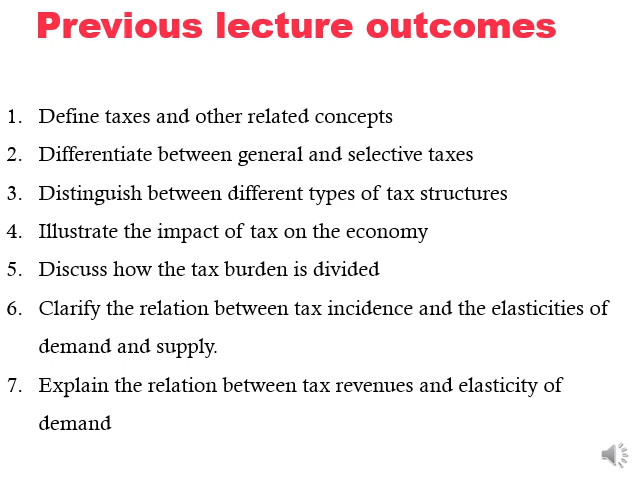 Previous lecture outcomes
1. Define taxes and other related concepts
2. Differentiate between general and selective taxes
3. Distinguish between different types of tax structures
4. Illustrate the impact of tax on the economy
5. Discuss how the tax burden is divided
6. Clarify the relation between tax incidence and the elasticities of
demand and supply.
7. Explain the relation between tax revenues and elasticity of
demand